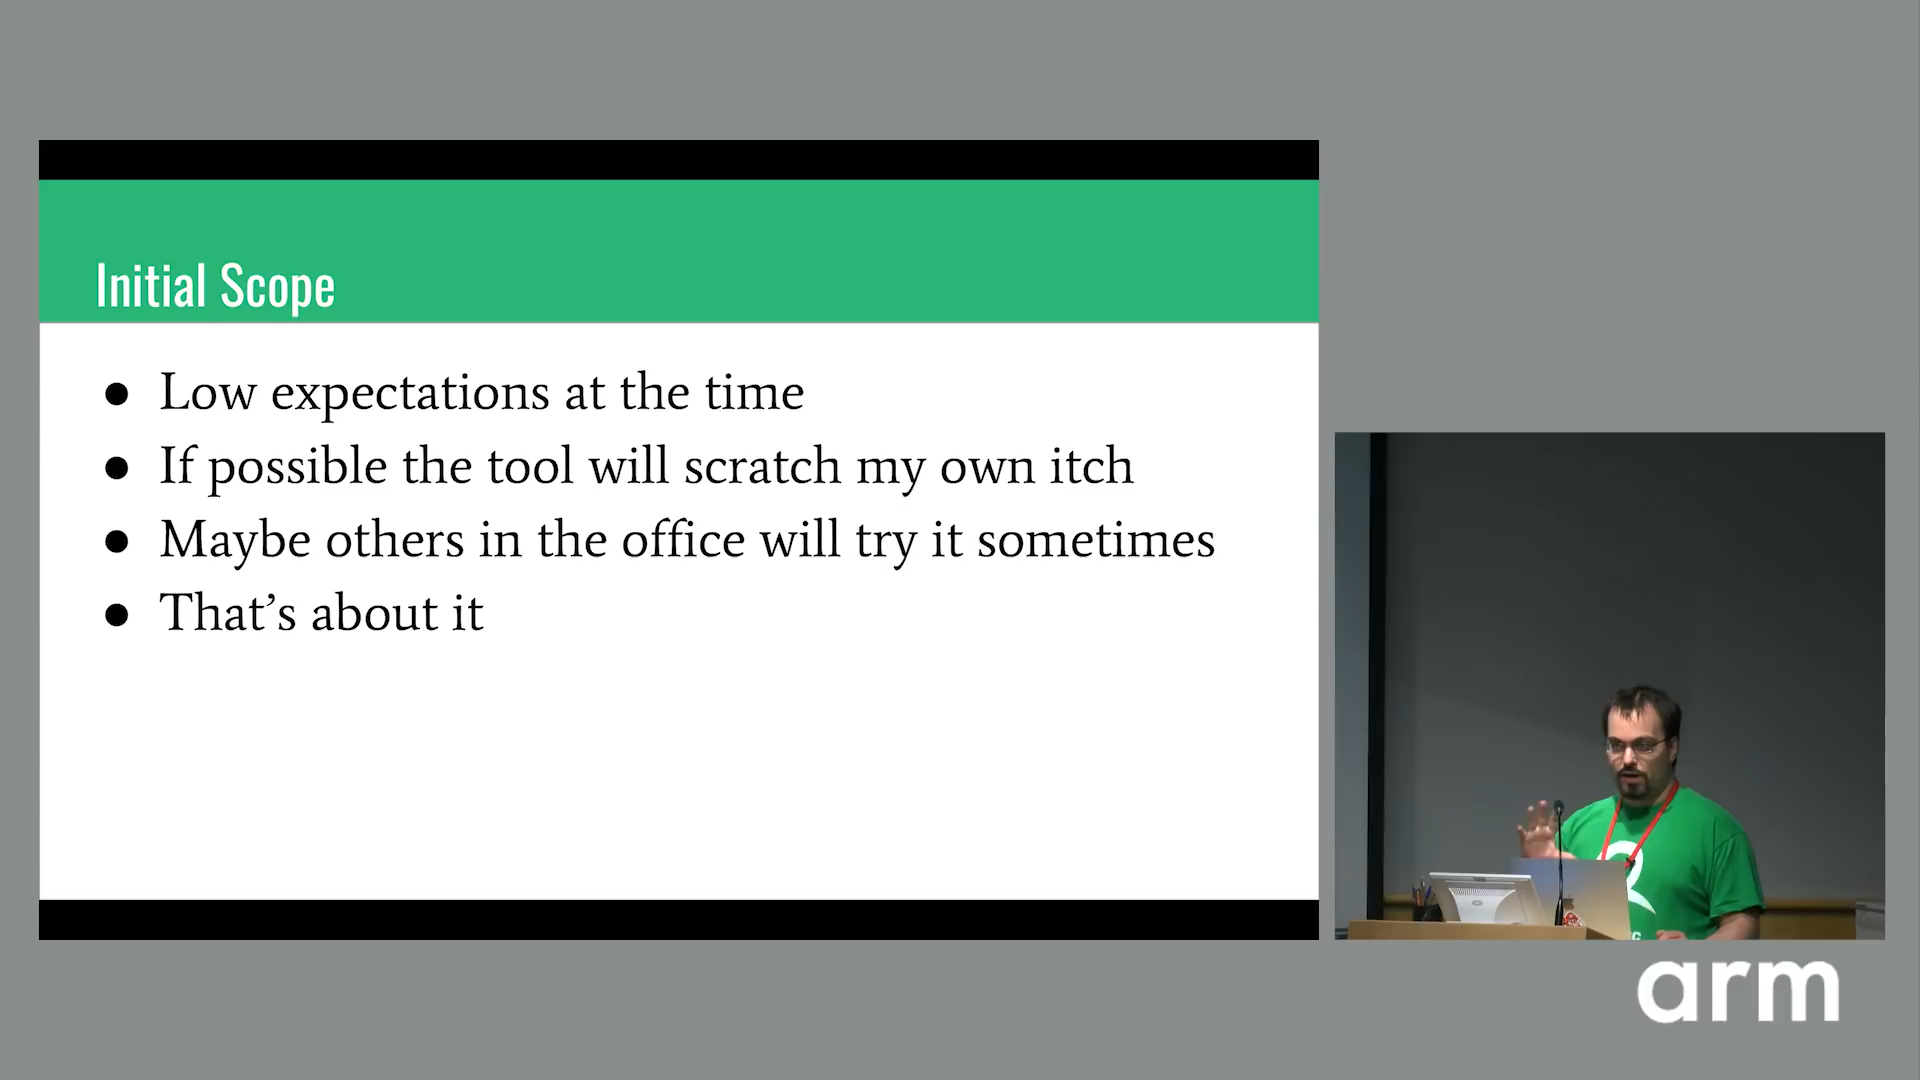 Initial Scope
● Low expectations at the time
● If possible the tool will scratch my own itch
● Maybe others in the office will try it sometimes
● That’s about it
arm